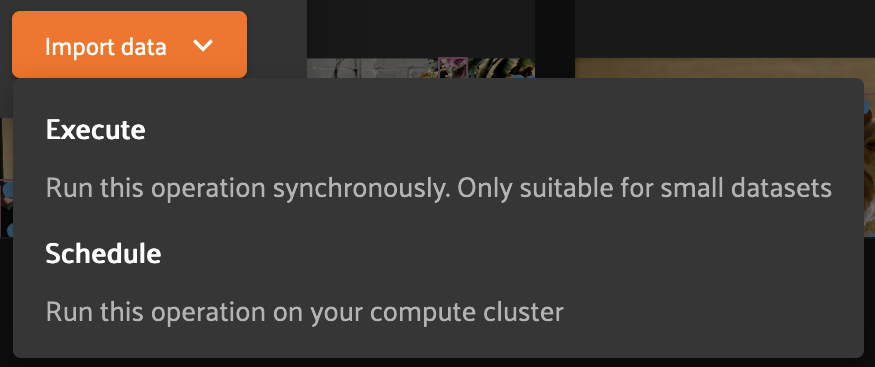 Import data
Execute
Run this operation synchronously. Only suitable for small datasets
Schedule
Run this operation on your compute cluster